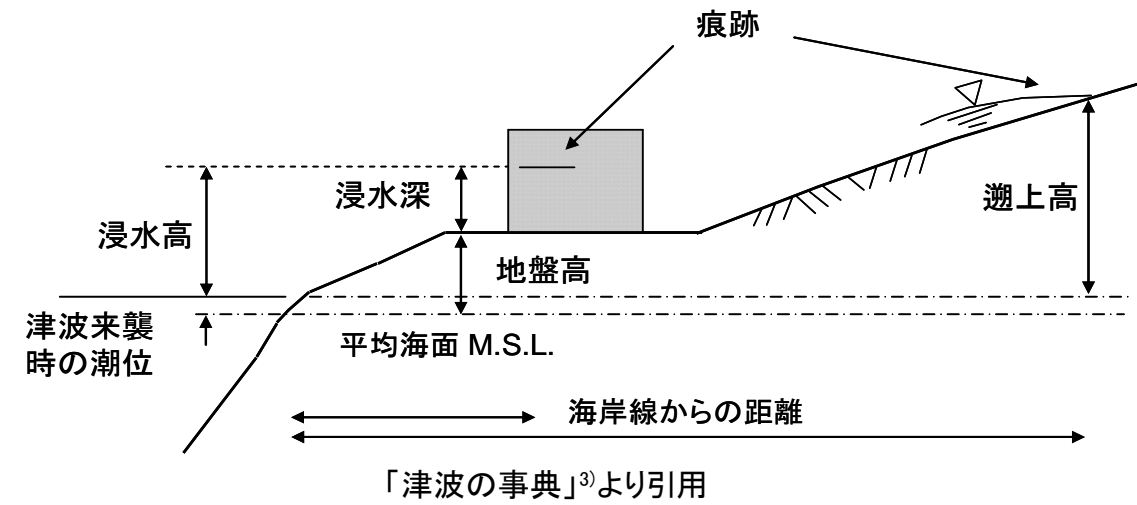 痕跡
浸水深
浸水高
遡上高
地盤高
津波来襲
時の潮位
平均海面 M.S.L.
海岸線からの距離
「津波の事典」3)より引用